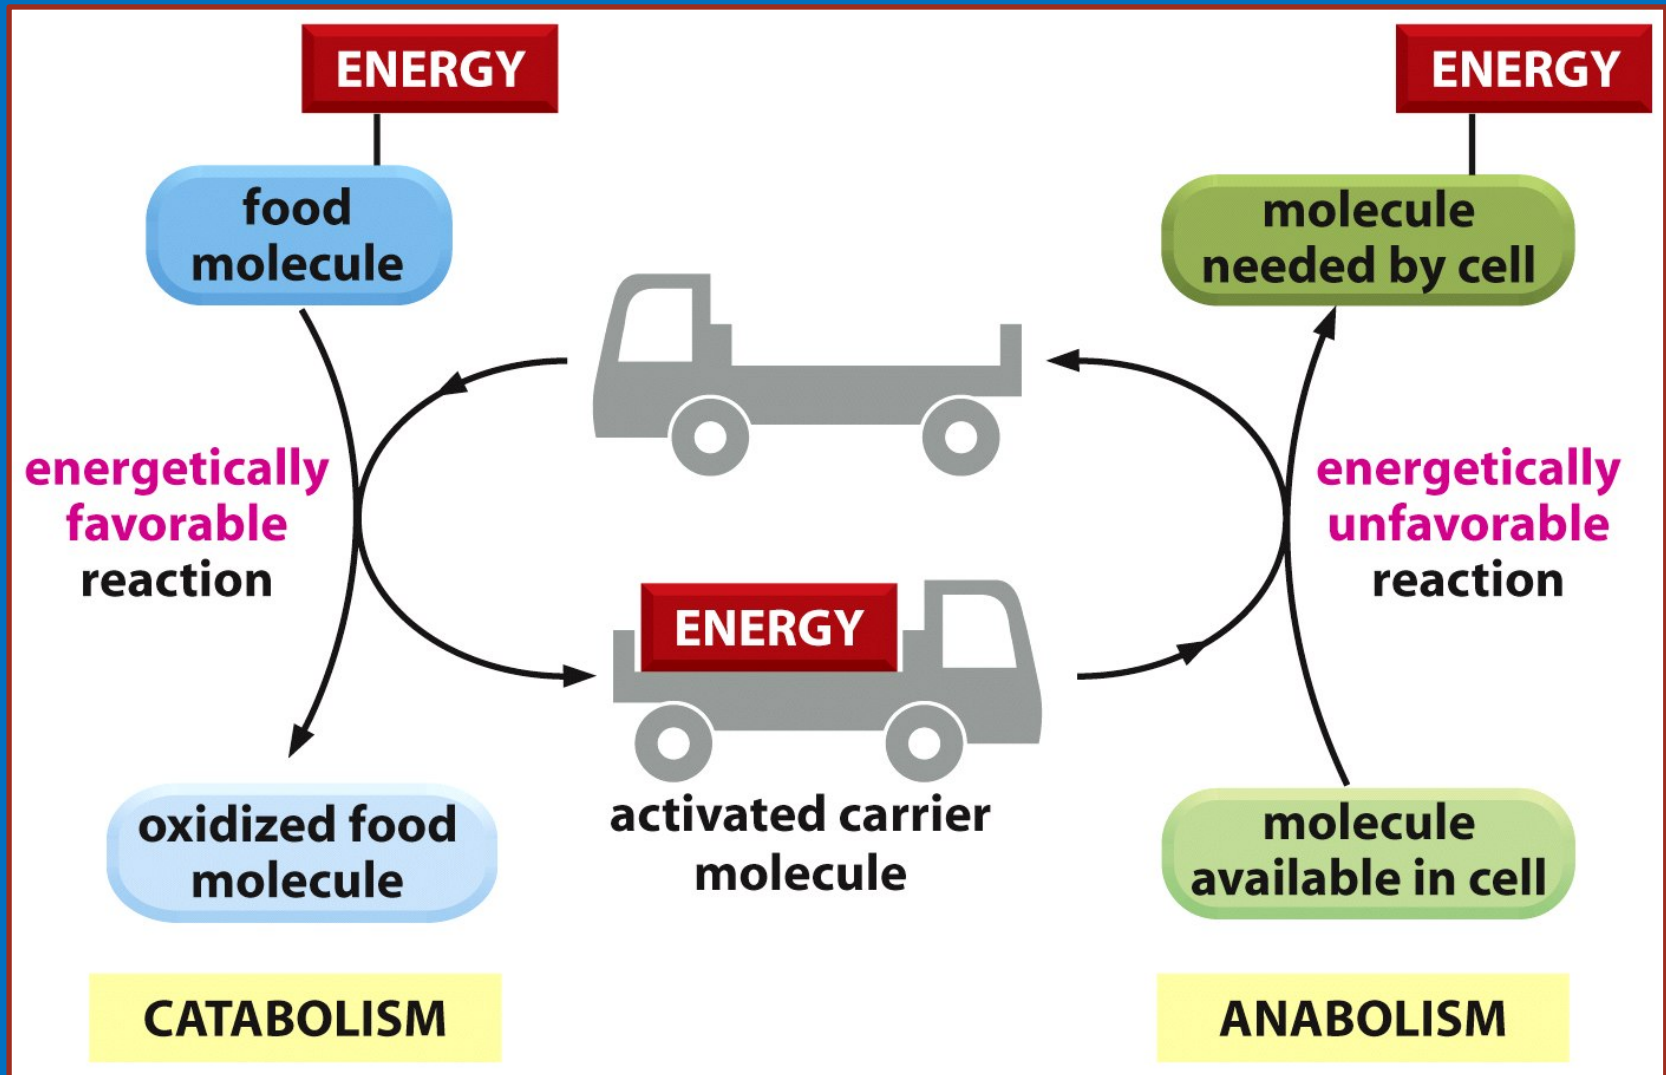 ENERGY
ENERGY
food
molecule
molecule
needed by cell
energetically
favorable
reaction
energetically
unfavorable
reaction
ENERGY
activated carrier
molecule
oxidized food
molecule
molecule
available in cell
CATABOLISM
ANABOLISM